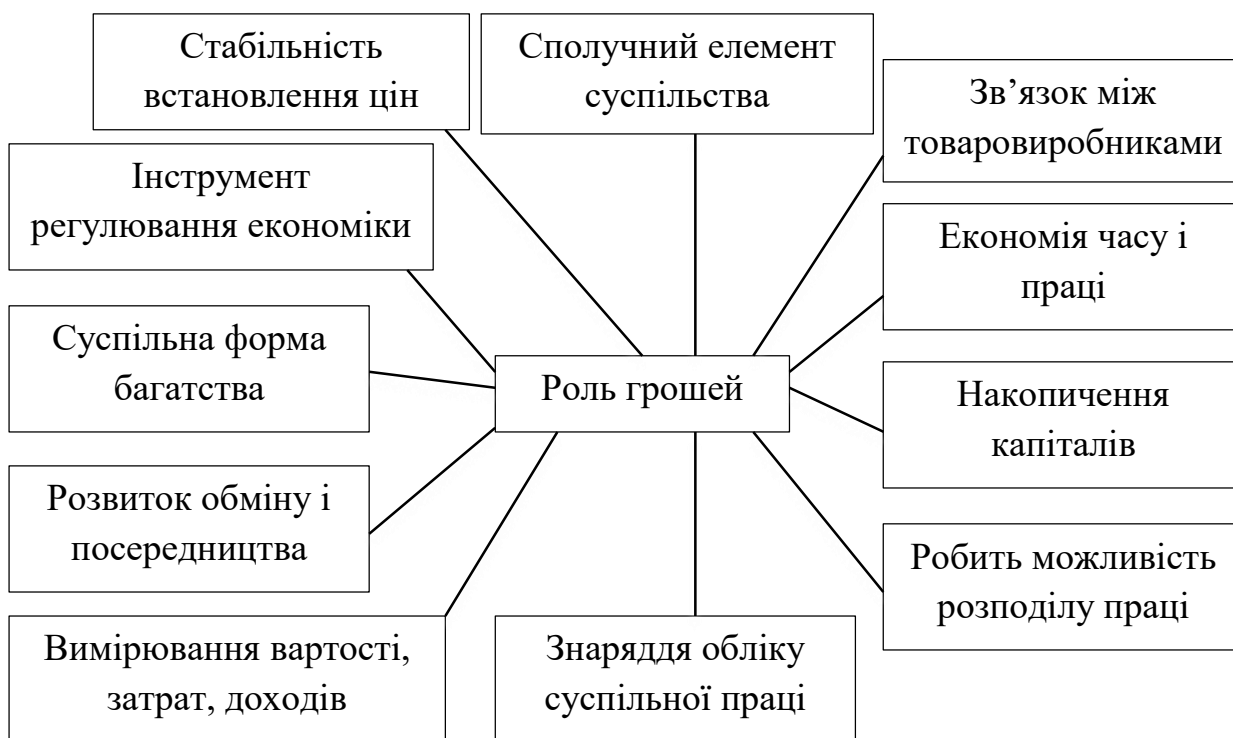 Стабільність
встановлення цін
Сполучний елемент
суспільства
Зв’язок між
товаровиробниками
Інструмент
регулювання економіки
Економія часу і
праці
Суспільна форма
багатства
Роль грошей
Накопичення
капіталів
Розвиток обміну і
посередництва
Робить можливість
розподілу праці
Вимірювання вартості,
затрат, доходів
Знаряддя обліку
суспільної праці